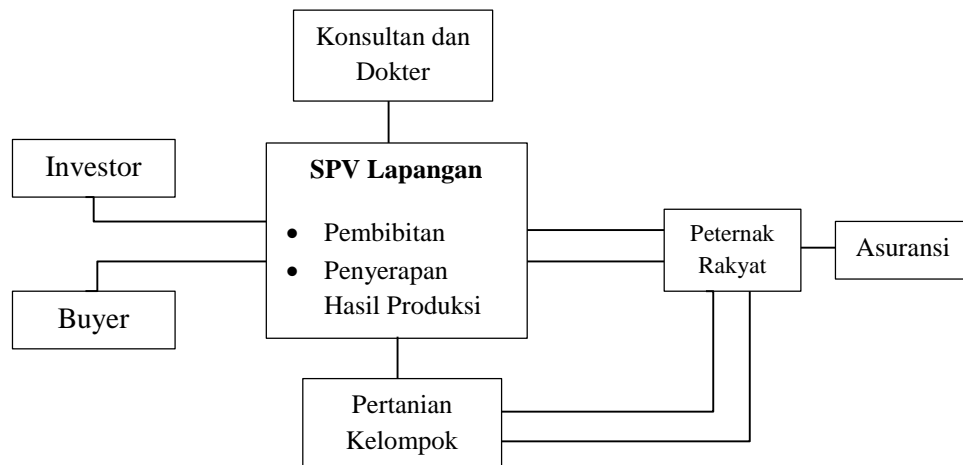 Konsultan dan
Dokter
Investor
SPV Lapangan
• Pembibitan
• Penyerapan
Hasil Produksi
Peternak
Rakyat
Asuransi
Buyer
Pertanian
Kelompok